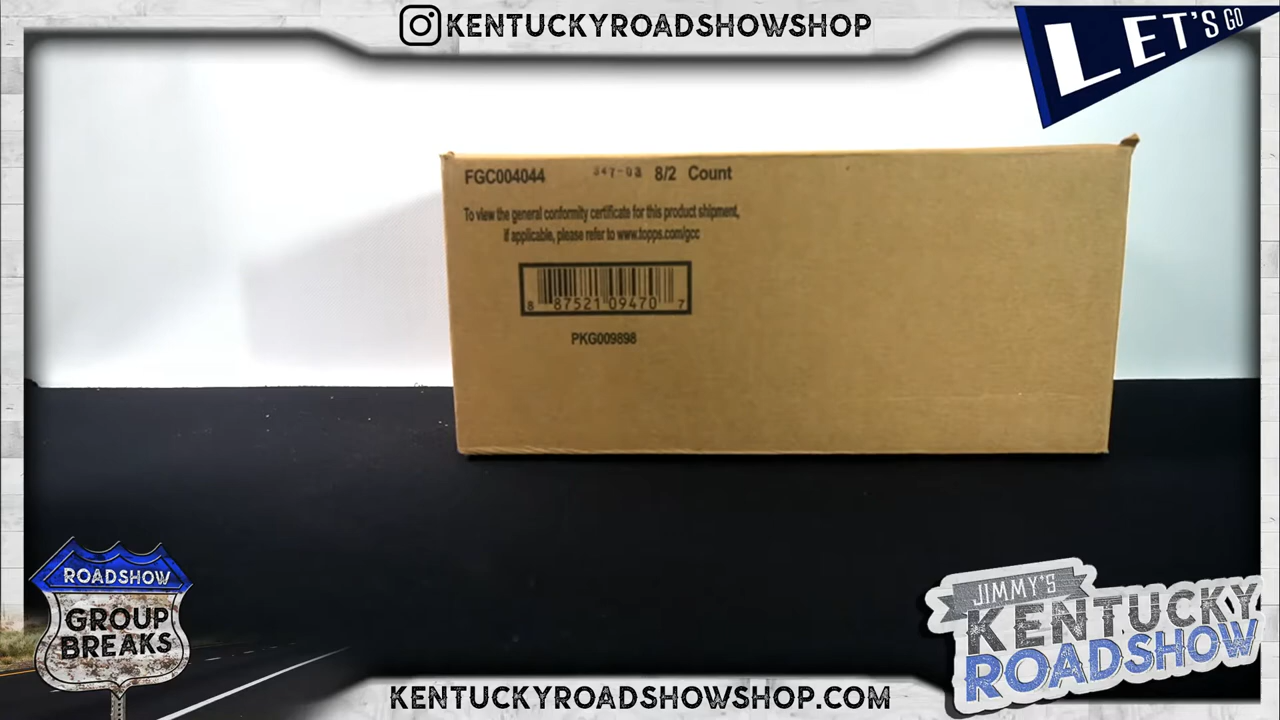 KENTUCKYROADSHOWSHOP
LET'S GO
FGC004044 347-03 8/2 Count
To view the general conformity certificate for this product shipment,
if applicable, please refer to www.topps.com/gcc
8 87521 09470 7
PKG009898
ROADSHOW
GROUP
BREAKS
JIMMY'S
KENTUCKY
ROADSHOW
KENTUCKYROADSHOWSHOP.COM